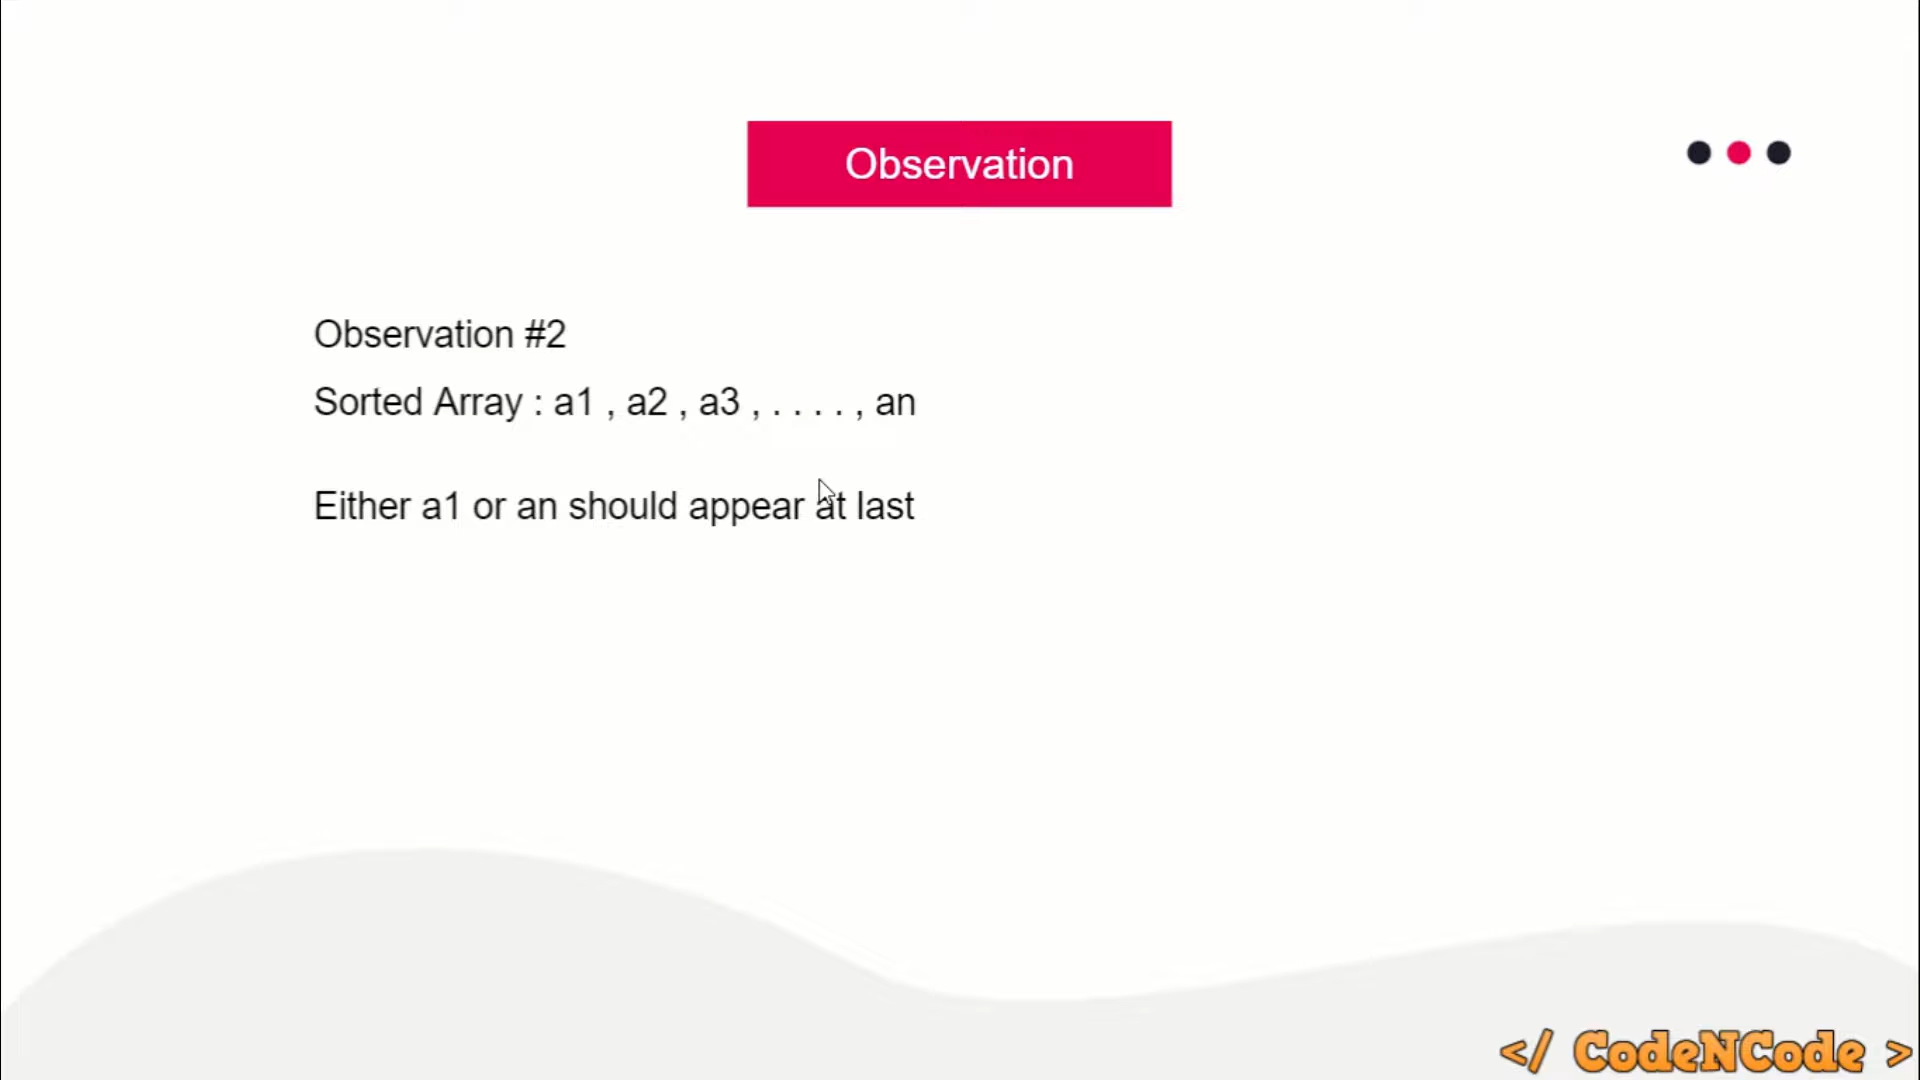 Observation
Observation #2
Sorted Array : a1 , a2 , a3 , . . . . , an
Either a1 or an should appear at last
</ CodeNCode >